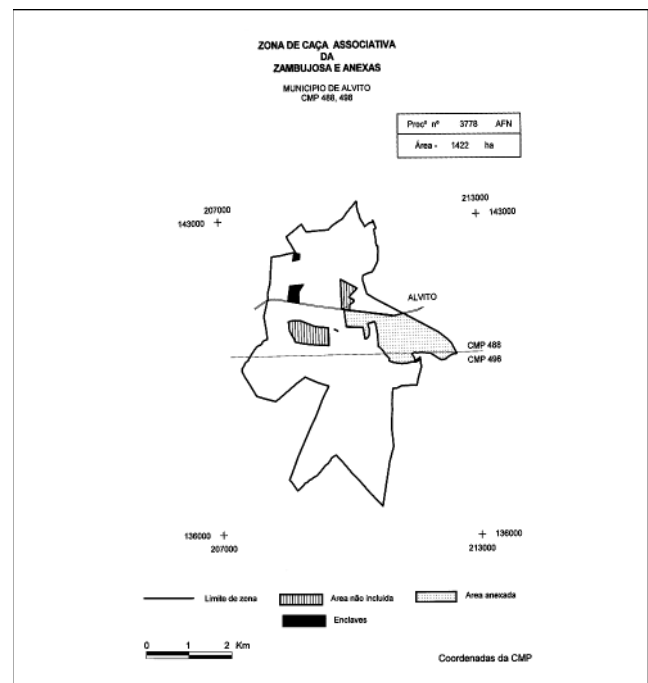 ZONA DE CAÇA ASSOCIATIVA
DA
ZAMBUJOSA E ANEXAS
MUNICIPIO DE ALVITO
CMP 488, 498
Procº nº 3778 AFN
Área - 1422 ha
207000
143000
213000
143000
ALVITO
CMP 488
CMP 498
136000
207000
136000
213000
Limite de zona
Area não incluída
Area anexada
Enclaves
0 1 2 Km
Coordenadas da CMP